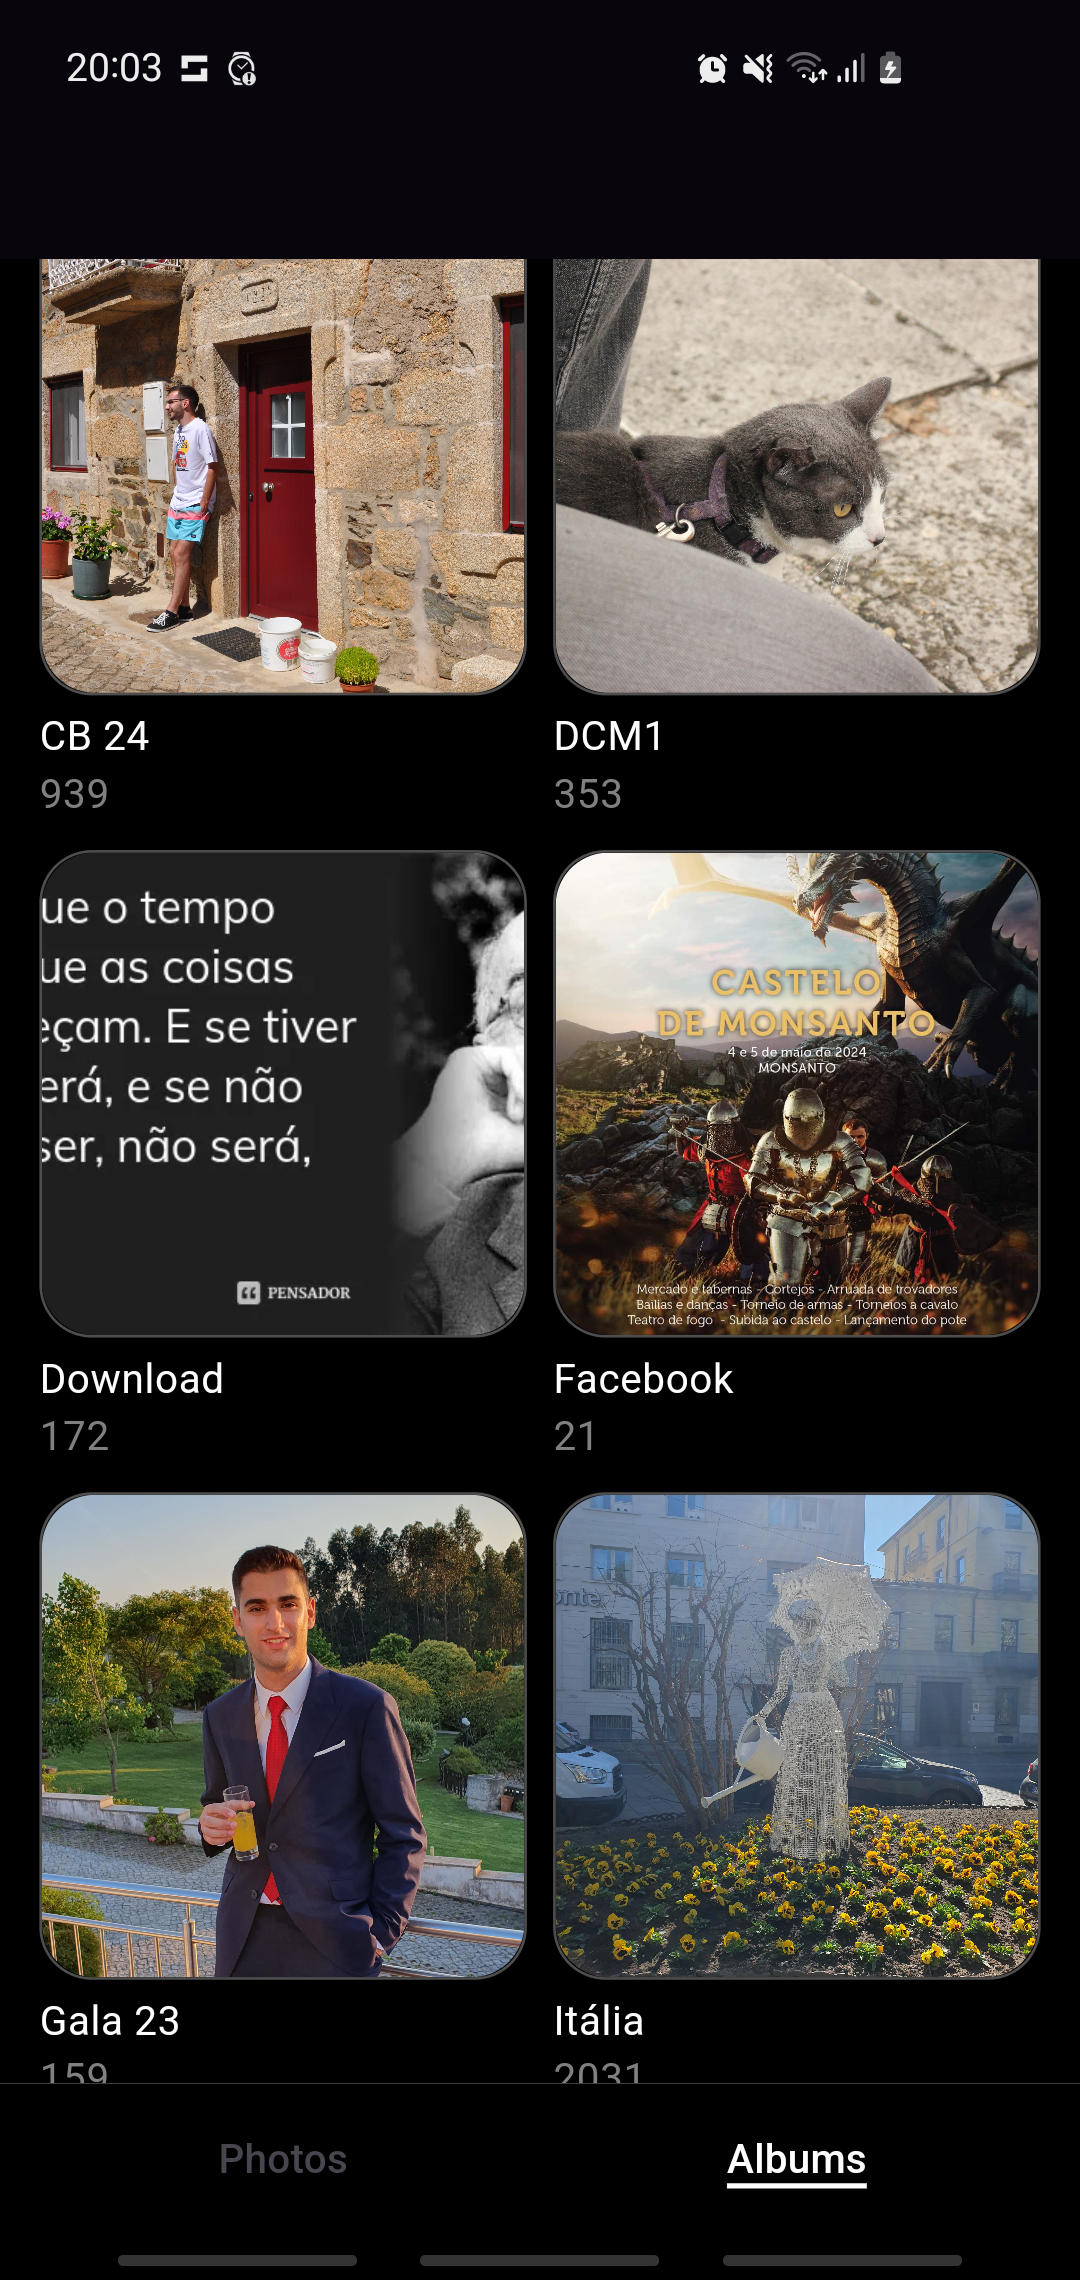 20:03
CB 24
939
DCM1
353
ue o tempo
ue as coisas
eçam. E se tiver
erá, e se não
ser, não será,
PENSADOR
CASTELO
DE MONSANTO
4 e 5 de maio de 2024
MONSANTO
Mercado e tabernas - Cortejos - Arruada de trovadores
Bailias e danças - Torneio de armas - Torneios a cavalo
Teatro de fogo - Subida ao castelo - Lançamento do pote
Download
172
Facebook
21
Gala 23
159
Itália
2031
Photos
Albums